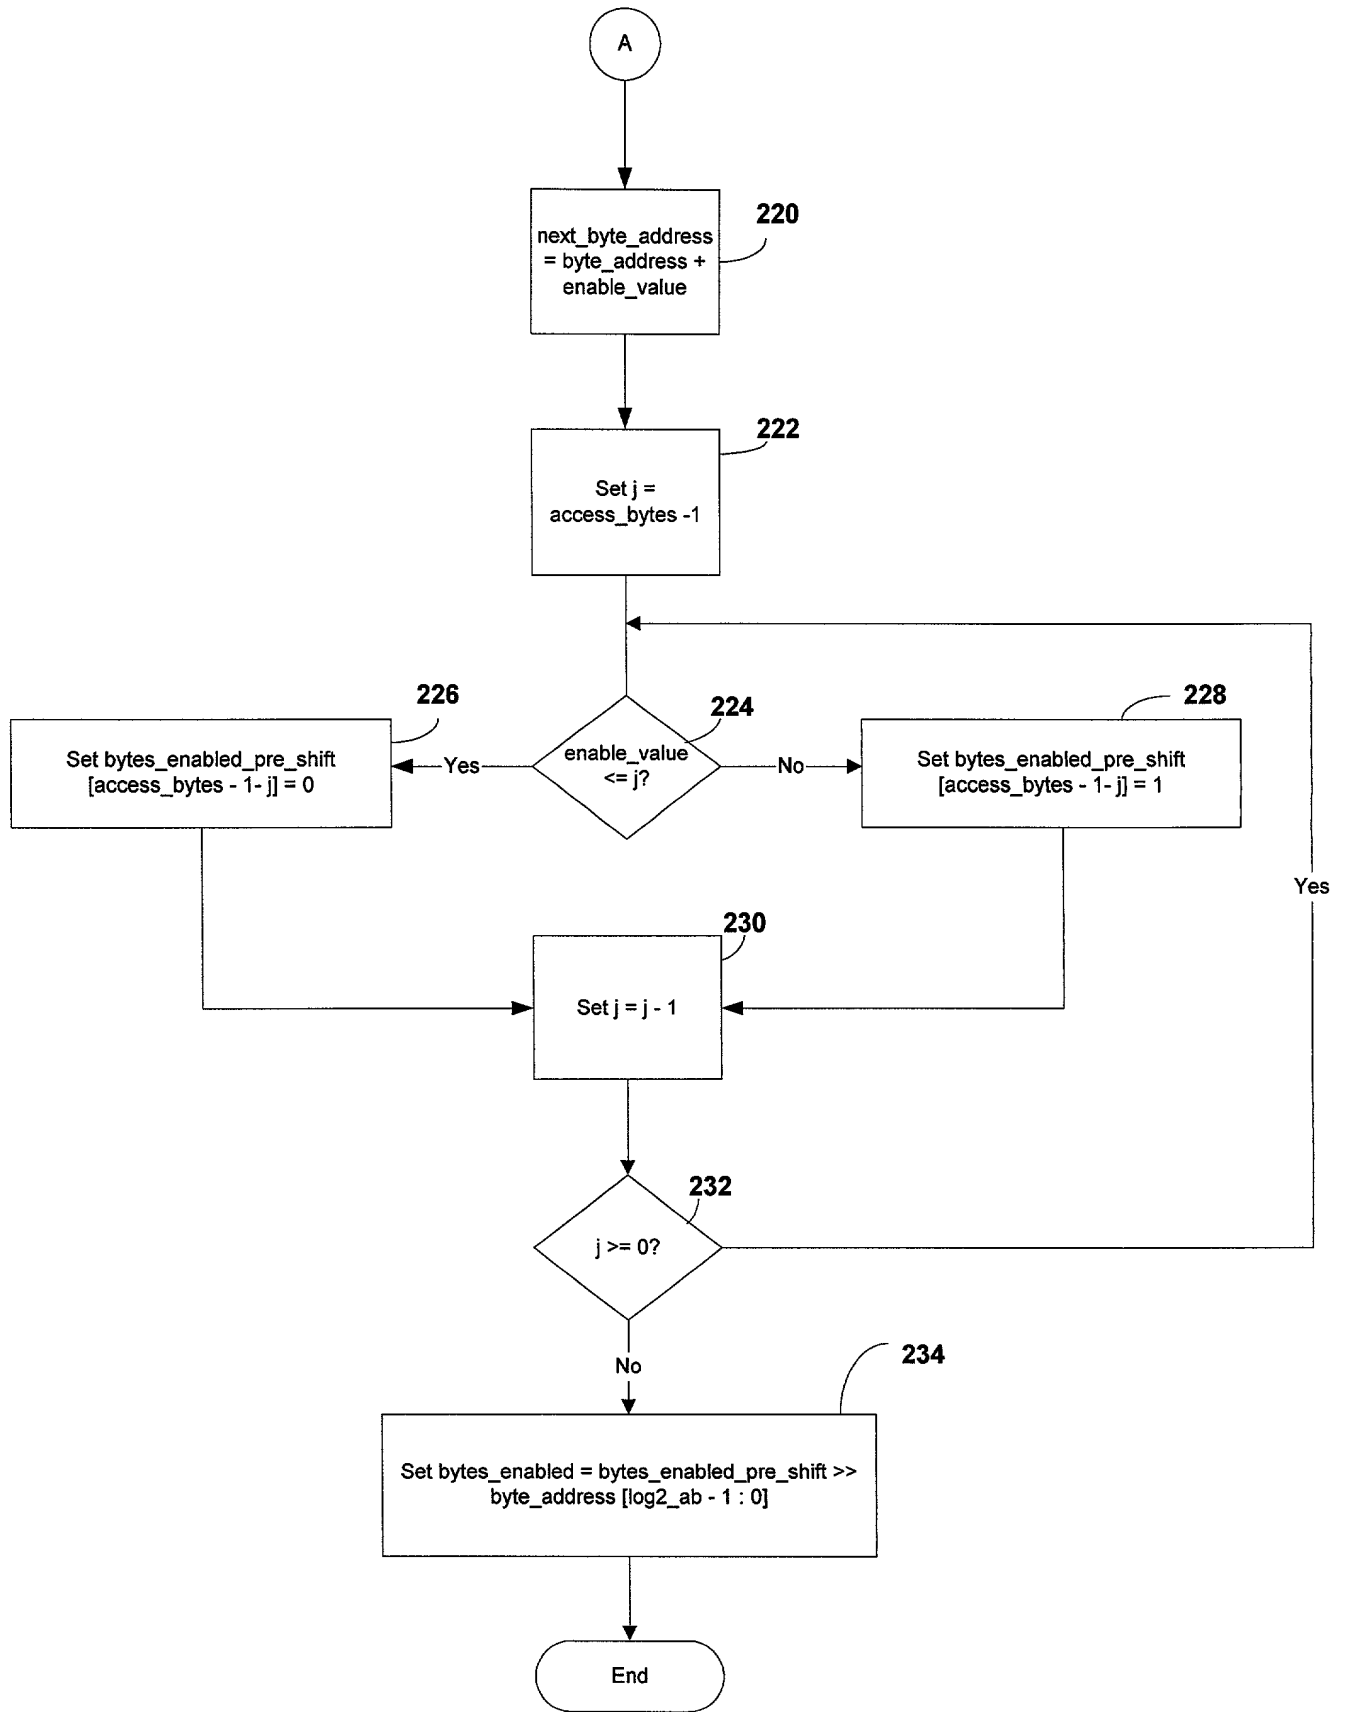 A
220
next_byte_address
= byte_address +
enable_value
222
Set j =
access_bytes -1
226
224
228
Set bytes_enabled_pre_shift
[access_bytes - 1- j] = 0
Yes
enable_value
<= j?
No
Set bytes_enabled_pre_shift
[access_bytes - 1- j] = 1
Yes
230
Set j = j - 1
232
j >= 0?
No
234
Set bytes_enabled = bytes_enabled_pre_shift >>
byte_address [log2_ab - 1 : 0]
End